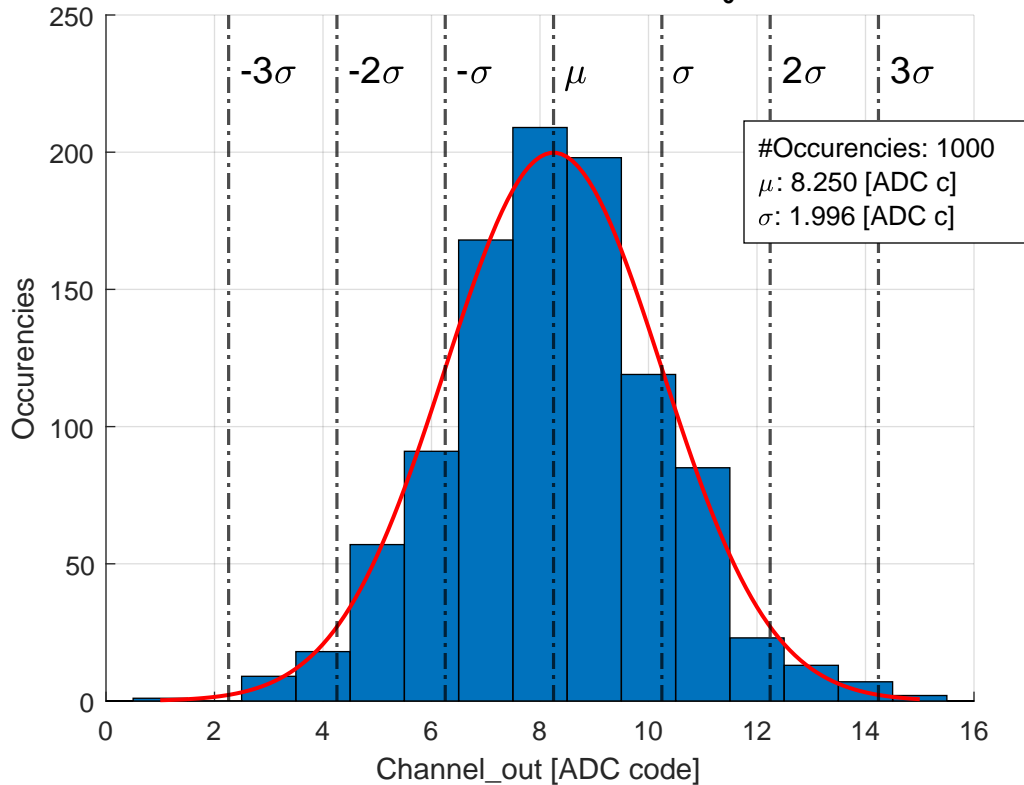 250
200
150
100
50
0
-3σ
-2σ
-σ
μ
σ
2σ
3σ
#Occurencies: 1000
μ: 8.250 [ADC c]
σ: 1.996 [ADC c]
Occurencies
0 2 4 6 8 10 12 14 16
Channel_out [ADC code]